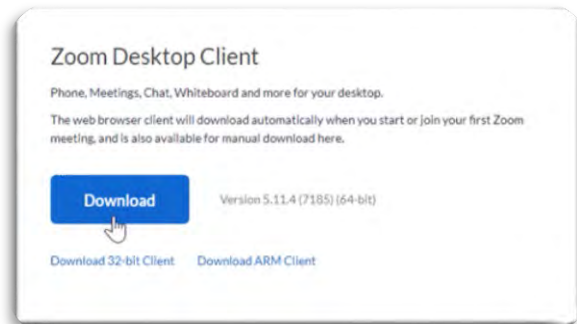 Zoom Desktop Client
Phone, Meetings, Chat, Whiteboard and more for your desktop.
The web browser client will download automatically when you start or join your first Zoom
meeting, and is also available for manual download here.
Download
Version 5.11.4 (7185) (64-bit)
Download 32-bit Client
Download ARM Client